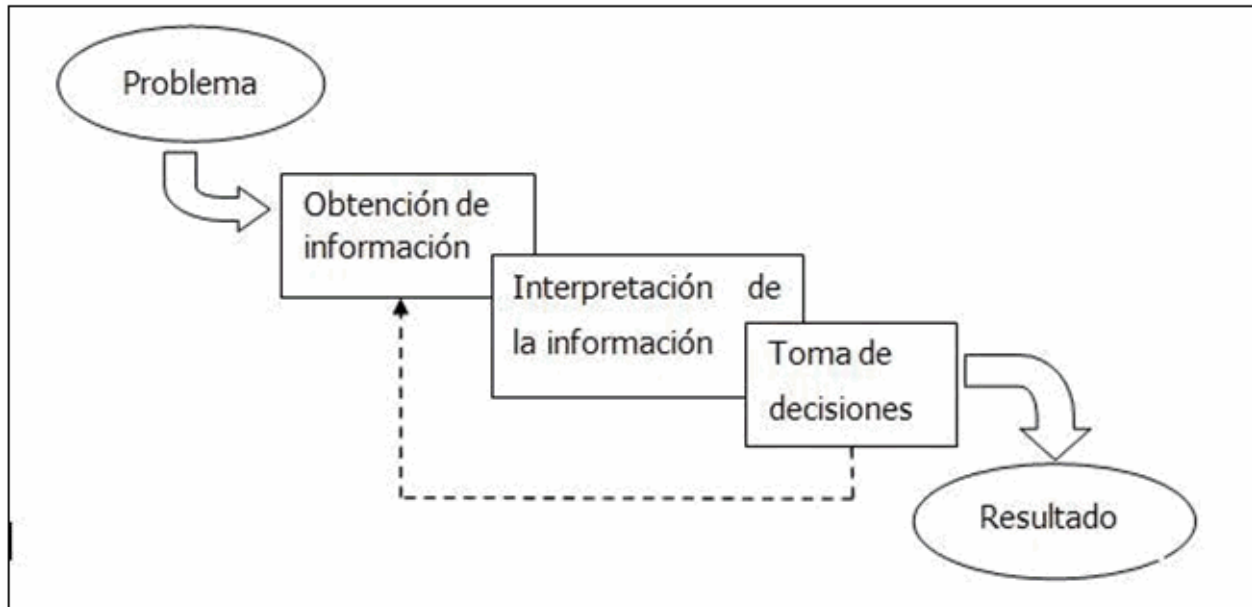 Problema
Obtención de
información
Interpretación de
la información
Toma de
decisiones
Resultado